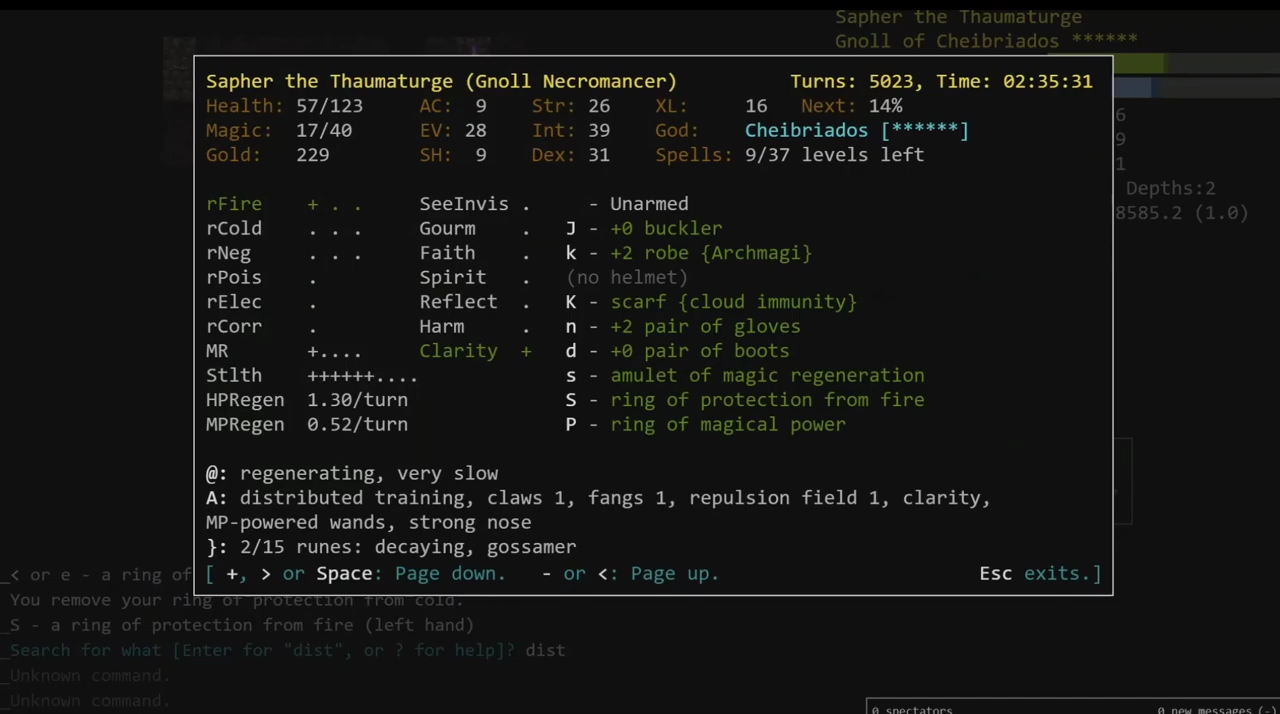 Sapher the Thaumaturge
Gnoll of Cheibriados ******
Sapher the Thaumaturge (Gnoll Necromancer) Turns: 5023, Time: 02:35:31
Health: 57/123 AC: 9 Str: 26 XL: 16 Next: 14%
Magic: 17/40 EV: 28 Int: 39 God: Cheibriados [******]
Gold: 229 SH: 9 Dex: 31 Spells: 9/37 levels left
6
9
1
Depths:2
8585.2 (1.0)
rFire + . . SeeInvis . - Unarmed
rCold . . . Gourm . J - +0 buckler
rNeg . . . Faith . k - +2 robe {Archmagi}
rPois . Spirit . (no helmet)
rElec . Reflect . K - scarf {cloud immunity}
rCorr . Harm . n - +2 pair of gloves
MR +.... Clarity + d - +0 pair of boots
Stlth ++++++.... s - amulet of magic regeneration
HPRegen 1.30/turn S - ring of protection from fire
MPRegen 0.52/turn P - ring of magical power
@: regenerating, very slow
A: distributed training, claws 1, fangs 1, repulsion field 1, clarity,
MP-powered wands, strong nose
}: 2/15 runes: decaying, gossamer
[ +, > or Space: Page down. - or <: Page up. Esc exits.]
_< or e - a ring of
You remove your ring of protection from cold.
_S - a ring of protection from fire (left hand)
_Search for what [Enter for "dist", or ? for help]? dist
_Unknown command.
_Unknown command.
0 spectators 0 new messages (-)